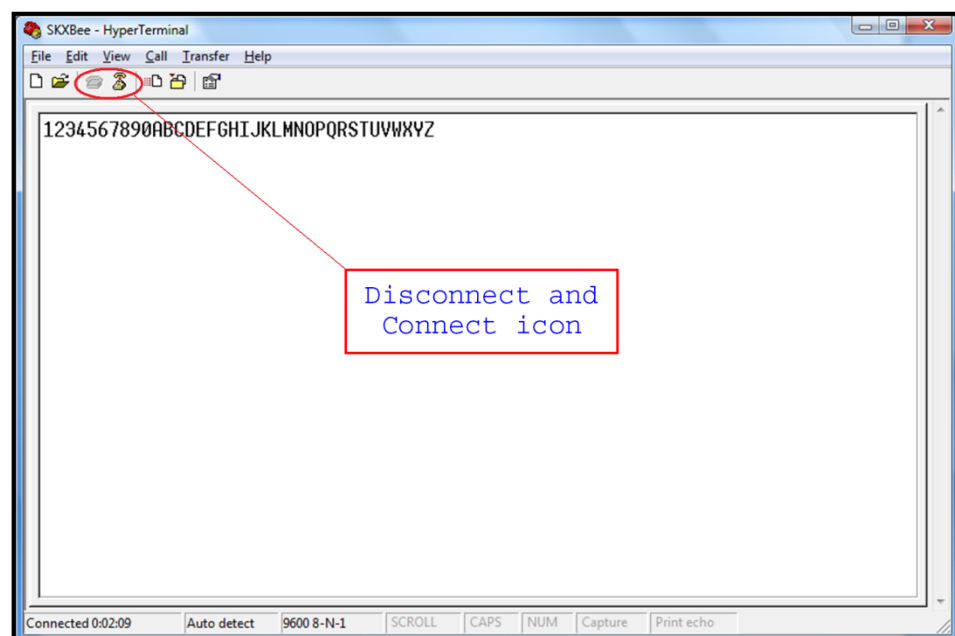 SKXBee - HyperTerminal
File Edit View Call Transfer Help
1234567890ABCDEFGHIJKLMNOPQRSTUVWXYZ
Disconnect and
Connect icon
Connected 0:02:09 Auto detect 9600 8-N-1 SCROLL CAPS NUM Capture Print echo